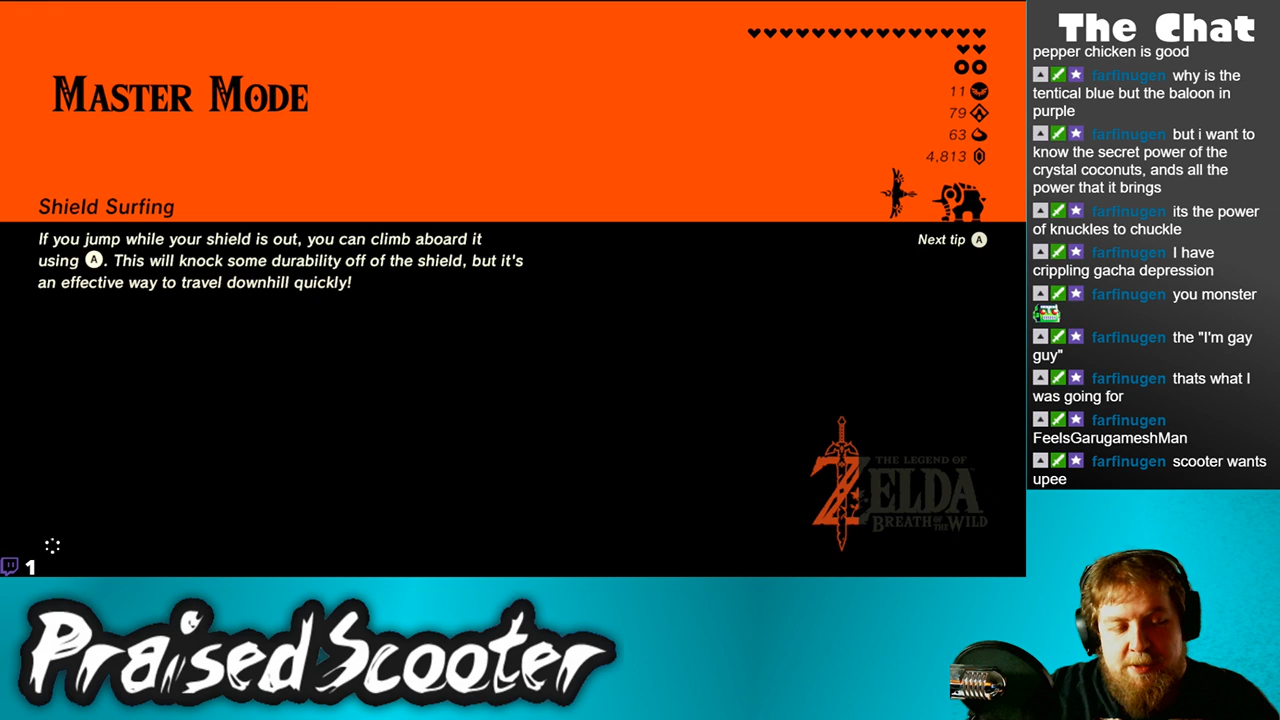 MASTER MODE
11
79
63
4,813
Shield Surfing
If you jump while your shield is out, you can climb aboard it
using A. This will knock some durability off of the shield, but it's
an effective way to travel downhill quickly!
Next tip A
THE LEGEND OF
ZELDA
BREATH OF THE WILD
1
PraisedScooter
The Chat
pepper chicken is good
farfinugen why is the
tentical blue but the baloon in
purple
farfinugen but i want to
know the secret power of the
crystal coconuts, ands all the
power that it brings
farfinugen its the power
of knuckles to chuckle
farfinugen I have
crippling gacha depression
farfinugen you monster
farfinugen the "I'm gay
guy"
farfinugen thats what I
was going for
farfinugen
FeelsGarugameshMan
farfinugen scooter wants
upee